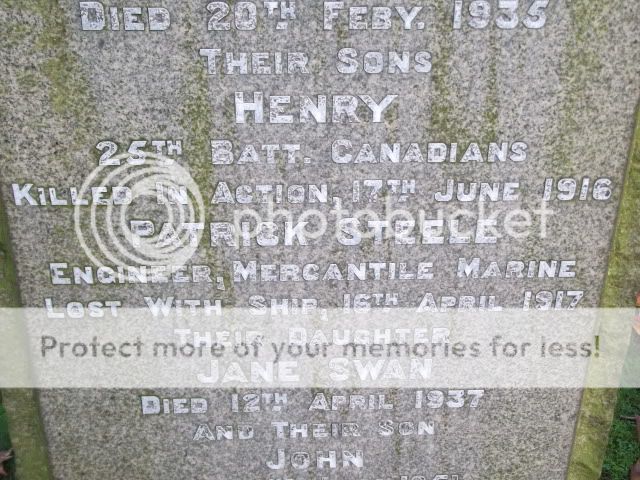 DIED 20TH FEBY. 1935
THEIR SONS
HENRY
25TH BATT. CANADIANS
KILLED IN ACTION, 17TH JUNE 1916
PATRICK STEELE
ENGINEER, MERCANTILE MARINE
LOST WITH SHIP, 16TH APRIL 1917
THEIR DAUGHTER
JANE SWAN
DIED 12TH APRIL 1937
AND THEIR SON
JOHN
photobucket
Protect more of your memories for less!